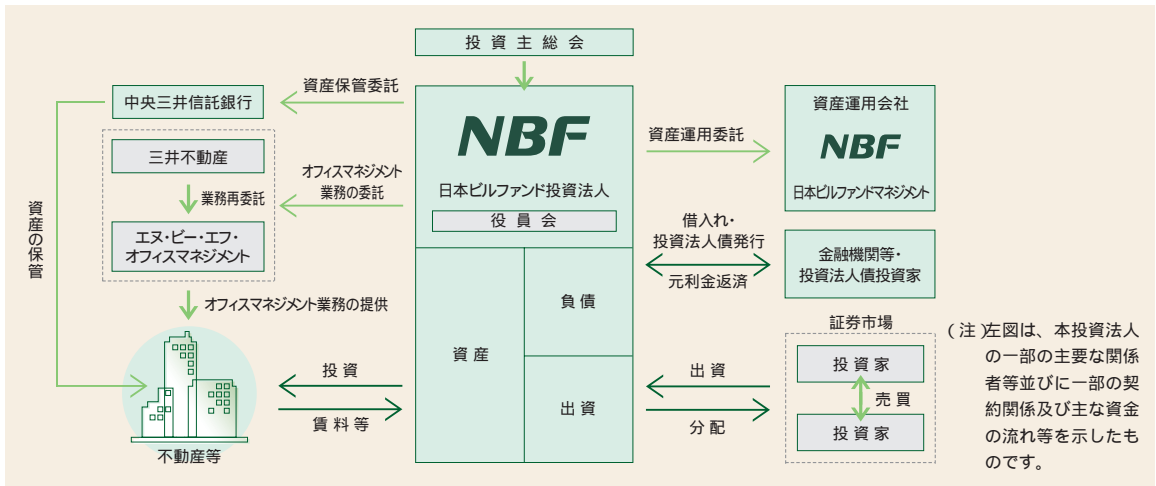 投資主総会
資産保管委託
中央三井信託銀行
三井不動産
業務再委託
エヌ・ビー・エフ・
オフィスマネジメント
オフィスマネジメント
業務の委託
資産の保管
オフィスマネジメント業務の提供
不動産等
投資
賃料等
NBF
日本ビルファンド投資法人
役員会
資産
負債
出資
資産運用委託
資産運用会社
NBF
日本ビルファンドマネジメント
借入れ・
投資法人債発行
元利金返済
金融機関等・
投資法人債投資家
証券市場
出資
分配
投資家
売買
投資家
(注)左図は、本投資法人
の一部の主要な関係
者等並びに一部の契
約関係及び主な資金
の流れ等を示したも
のです。